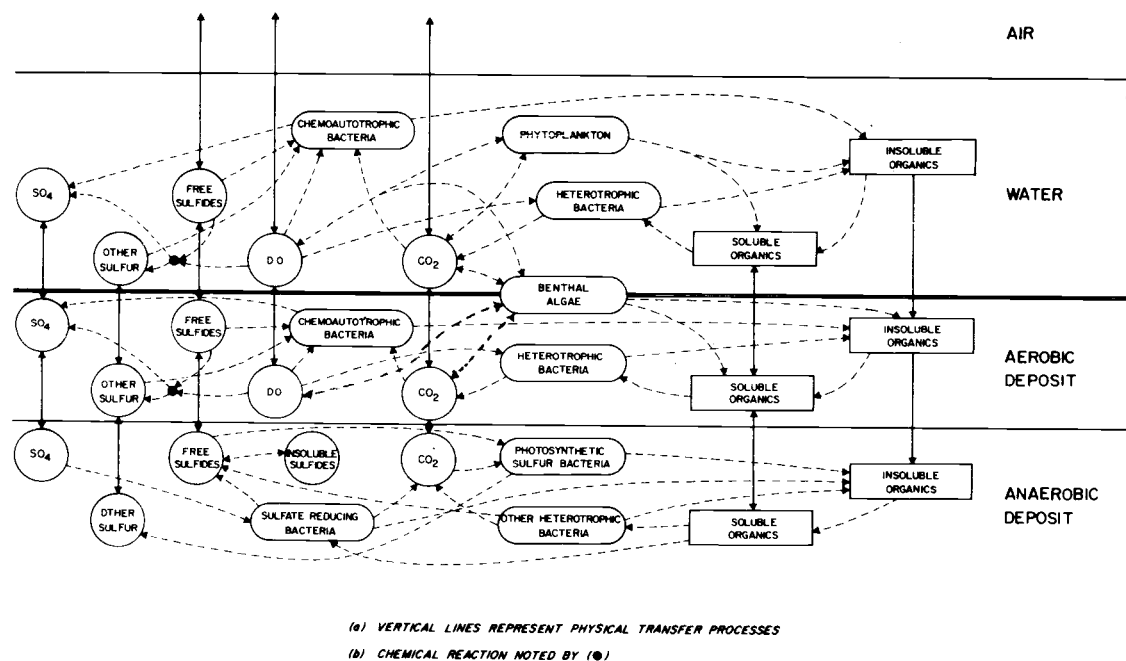 AIR
CHEMOAUTOTROPHIC
BACTERIA
PHYTOPLANKTON
INSOLUBLE
ORGANICS
SO4
FREE
SULFIDES
HETEROTROPHIC
BACTERIA
WATER
OTHER
SULFUR
DO
CO2
SOLUBLE
ORGANICS
BENTHAL
ALGAE
SO4
FREE
SULFIDES
CHEMOAUTOTROPHIC
BACTERIA
INSOLUBLE
ORGANICS
HETEROTROPHIC
BACTERIA
AEROBIC
DEPOSIT
OTHER
SULFUR
DO
CO2
SOLUBLE
ORGANICS
SO4
FREE
SULFIDES
INSOLUBLE
SULFIDES
CO2
PHOTOSYNTHETIC
SULFUR BACTERIA
INSOLUBLE
ORGANICS
ANAEROBIC
DEPOSIT
OTHER
SULFUR
SULFATE REDUCING
BACTERIA
OTHER HETEROTROPHIC
BACTERIA
SOLUBLE
ORGANICS
(a) VERTICAL LINES REPRESENT PHYSICAL TRANSFER PROCESSES
(b) CHEMICAL REACTION NOTED BY (●)